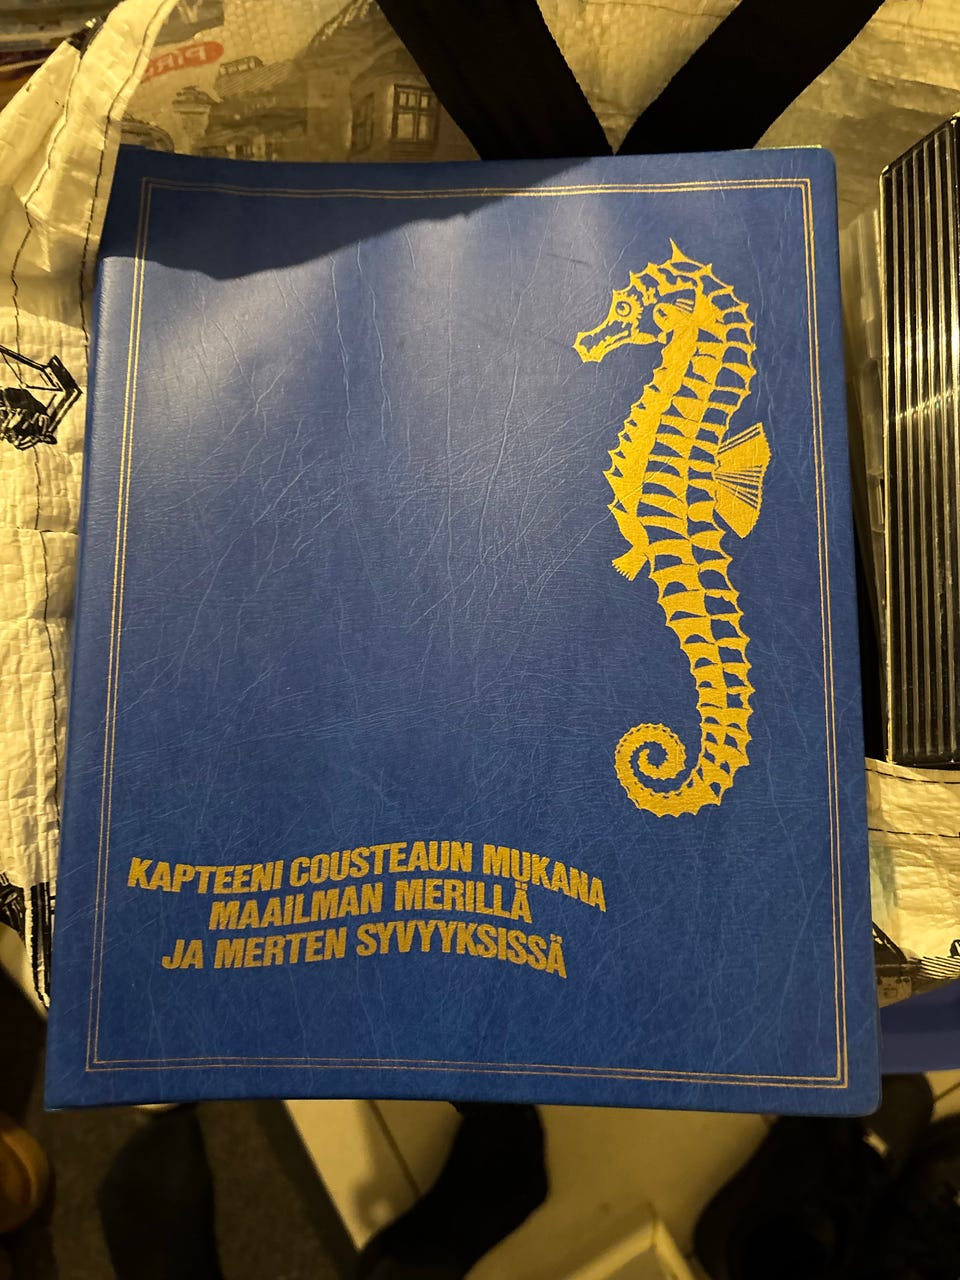 KAPTEENI COUSTEAUN MUKANA
MAAILMAN MERILLÄ
JA MERTEN SYVYYKSISSÄ